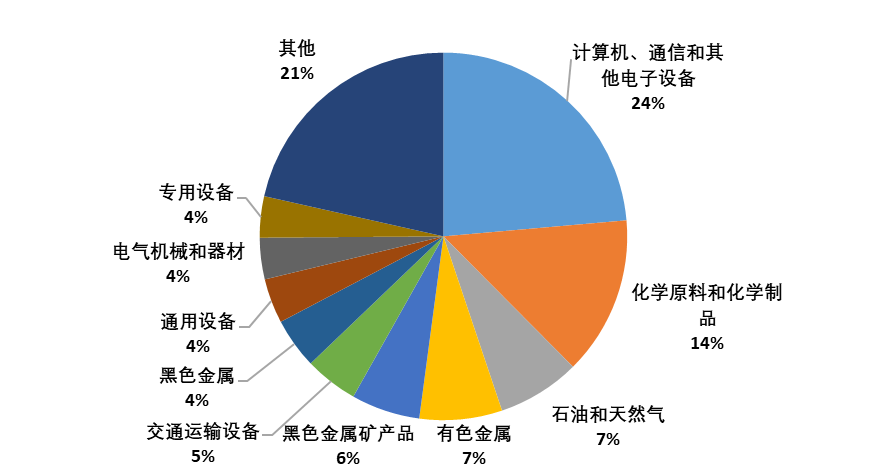 计算机、通信和其
他电子设备
24%
化学原料和化学制
品
14%
石油和天然气
7%
有色金属
7%
黑色金属矿产品
6%
交通运输设备
5%
黑色金属
4%
通用设备
4%
电气机械和器材
4%
专用设备
4%
其他
21%